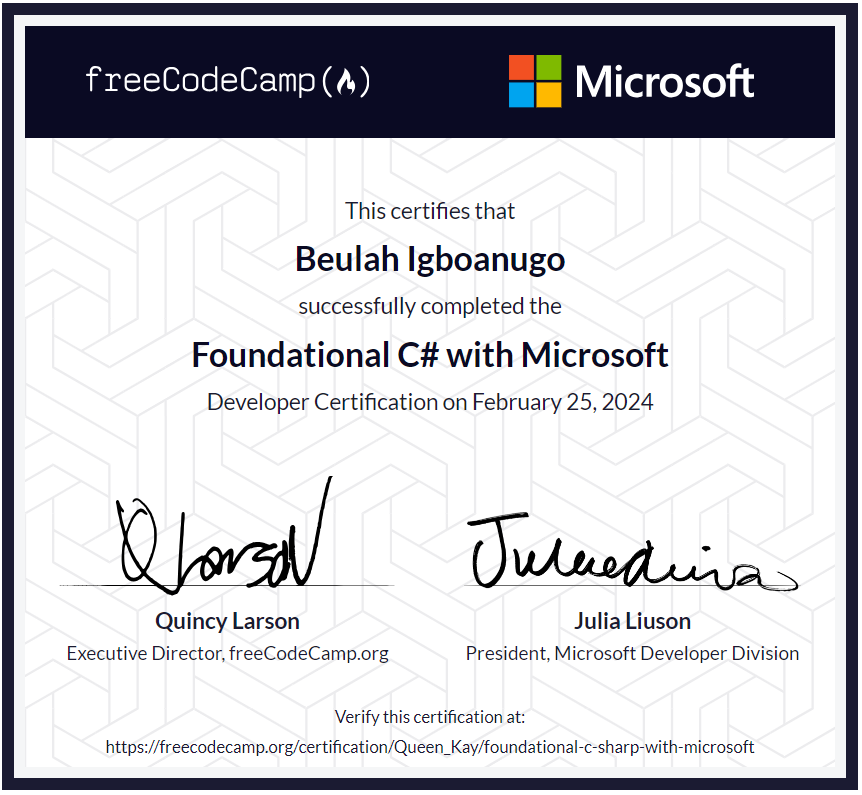 freeCodeCamp(🔥) Microsoft
This certifies that
Beulah Igboanugo
successfully completed the
Foundational C# with Microsoft
Developer Certification on February 25, 2024
Quincy Larson
Executive Director, freeCodeCamp.org
Julia Liuson
President, Microsoft Developer Division
Verify this certification at:
https://freecodecamp.org/certification/Queen_Kay/foundational-c-sharp-with-microsoft